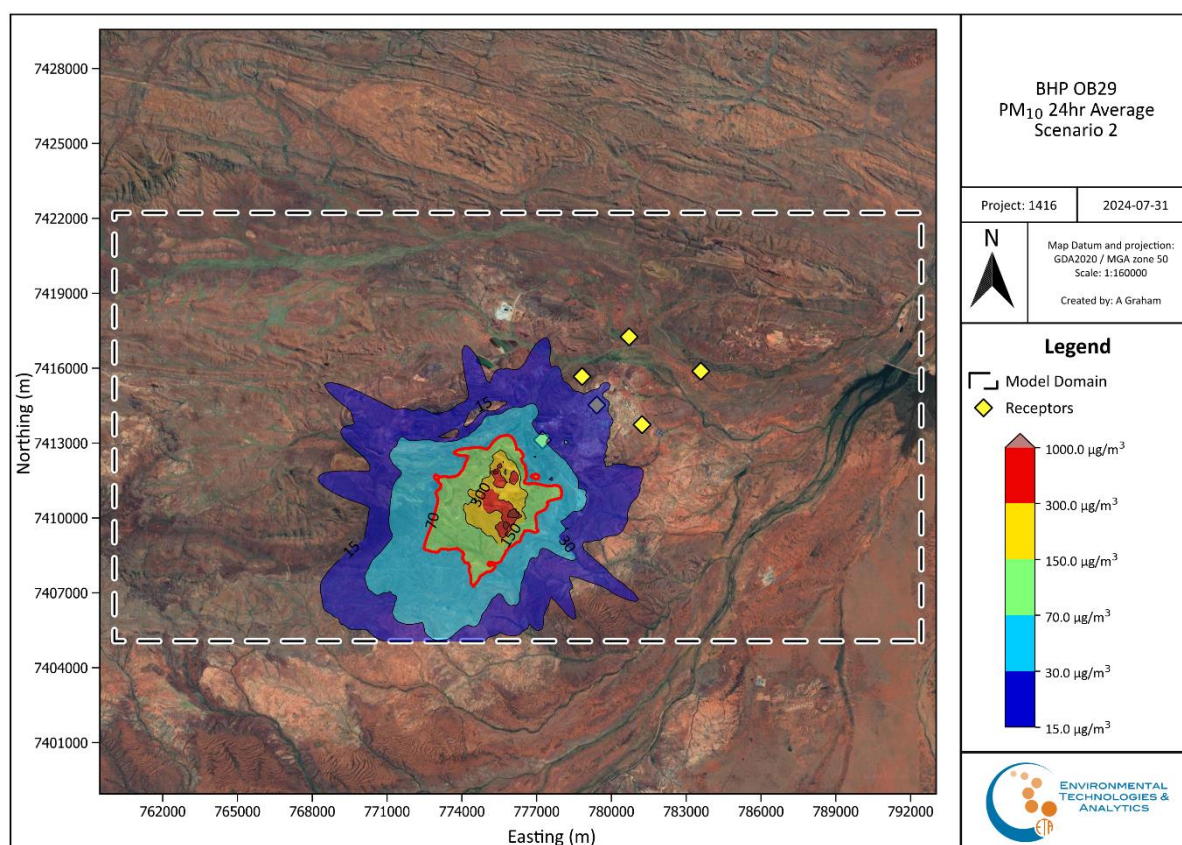 7428000
7425000
7422000
7419000
7416000
7413000
7410000
7407000
7404000
7401000
Northing (m)
762000 765000 768000 771000 774000 777000 780000 783000 786000 789000 792000
Easting (m)
15
15
30
70
150
300
BHP OB29
PM₁₀ 24hr Average
Scenario 2
Project: 1416
2024-07-31
N
Map Datum and projection:
GDA2020 / MGA zone 50
Scale: 1:160000
Created by: A Graham
Legend
Model Domain
Receptors
1000.0 µg/m³
300.0 µg/m³
150.0 µg/m³
70.0 µg/m³
30.0 µg/m³
15.0 µg/m³
ENVIRONMENTAL
TECHNOLOGIES &
ANALYTICS
ETA